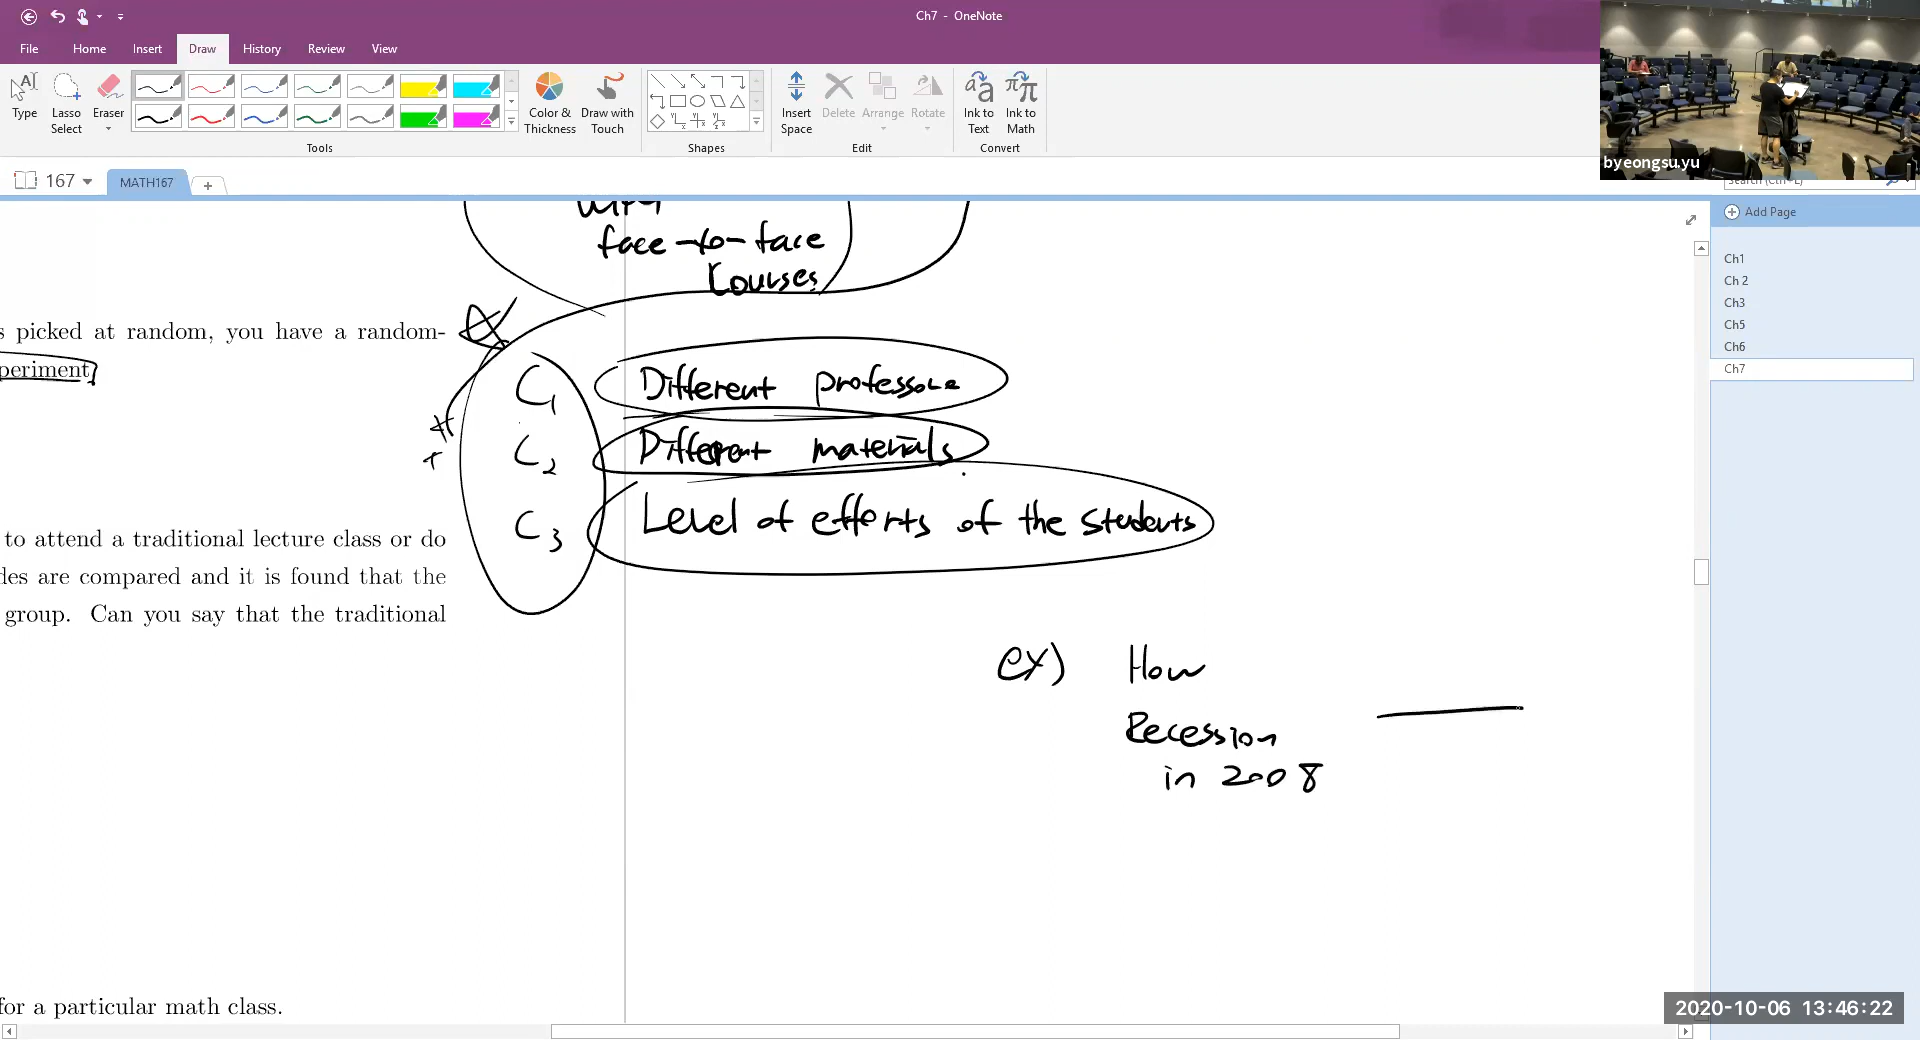 Ch7 - OneNote
File Home Insert Draw History Review View
Type
Lasso Select
Eraser
Color & Thickness
Draw with Touch
Insert Space
Delete
Arrange
Rotate
Ink to Text
Ink to Math
Tools
Shapes
Edit
Convert
byeongsu.yu
167
MATH167
Search (Ctrl+E)
Add Page
Ch1
Ch 2
Ch3
Ch5
Ch6
Ch7
face-to-face
Courses
s picked at random, you have a random-
periment,
C1 Different professors
C2 Different materials
C3 Level of efforts of the students
to attend a traditional lecture class or do
des are compared and it is found that the
group. Can you say that the traditional
ex) How
Recession
in 2008
for a particular math class.
2020-10-06 13:46:22